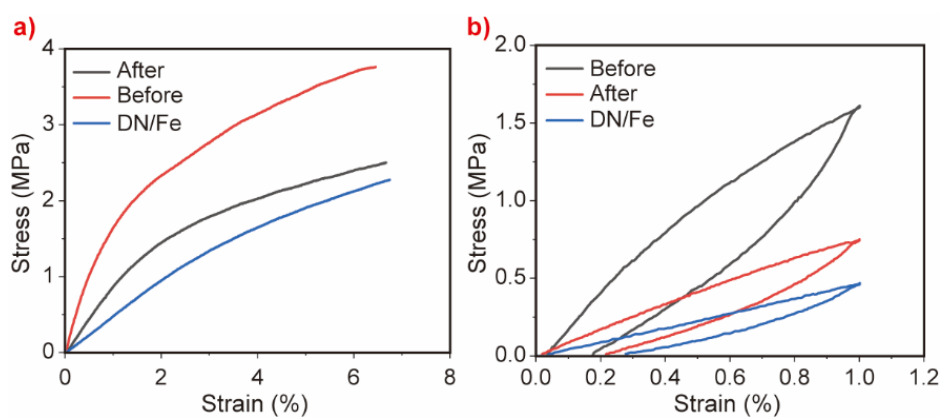 a)
4
3
2
1
0
After
Before
DN/Fe
Stress (MPa)
0 2 4 6 8
Strain (%)
b)
2.0
1.5
1.0
0.5
0.0
Before
After
DN/Fe
Stress (MPa)
0.0 0.2 0.4 0.6 0.8 1.0 1.2
Strain (%)